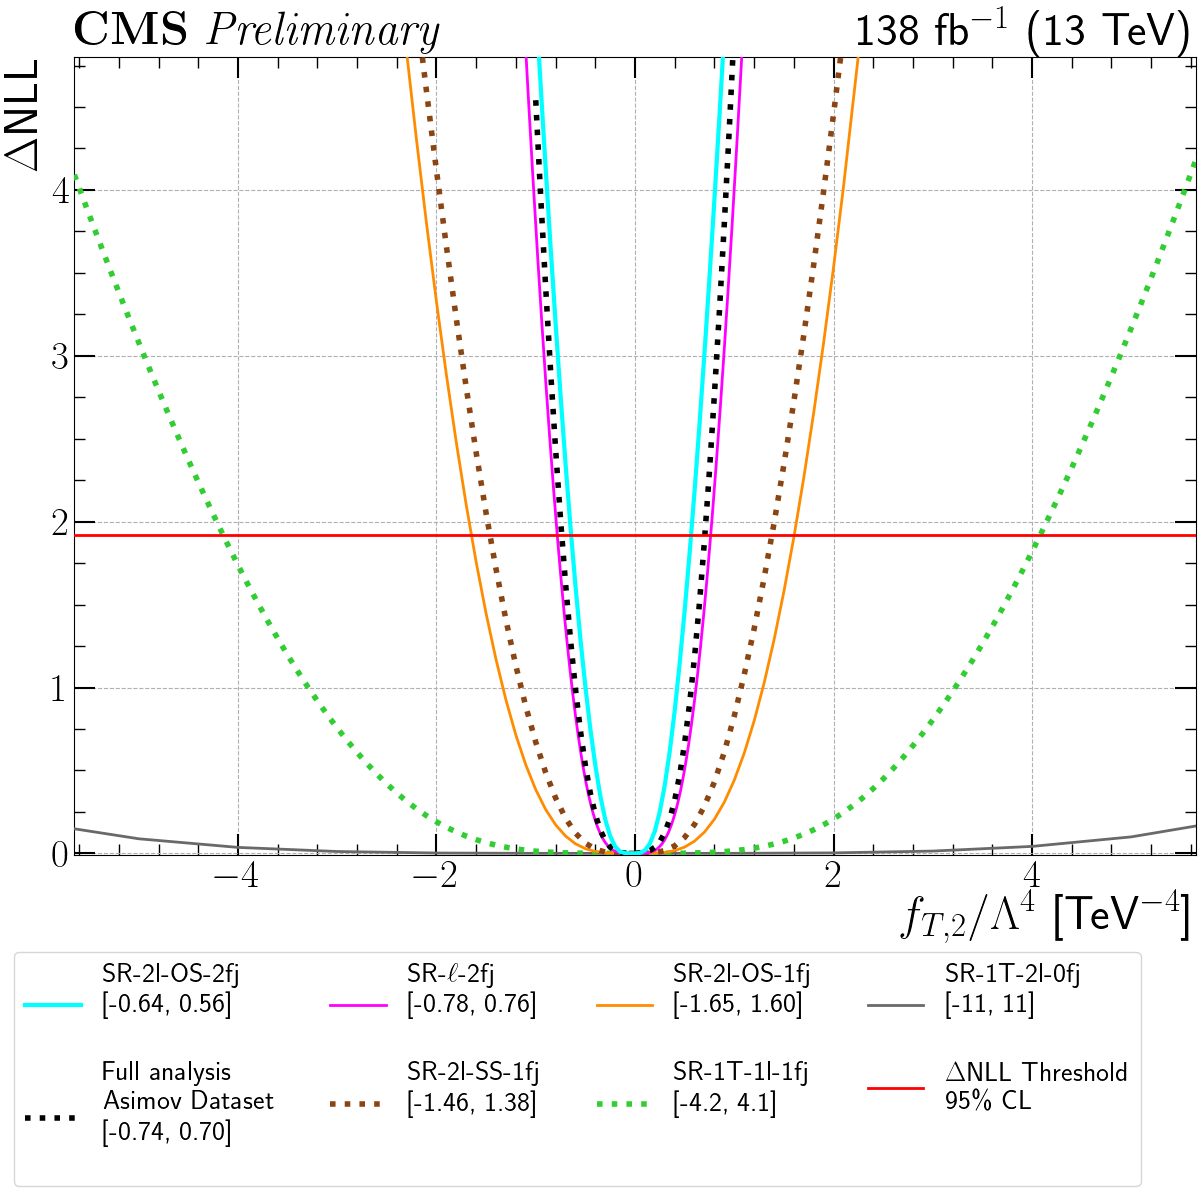 CMS Preliminary 138 fb⁻¹ (13 TeV)
ΔNLL
4
3
2
1
0
−4 −2 0 2 4
f_{T,2}/Λ⁴ [TeV⁻⁴]
SR-2l-OS-2fj
[-0.64, 0.56]
SR-ℓ-2fj
[-0.78, 0.76]
SR-2l-OS-1fj
[-1.65, 1.60]
SR-1T-2l-0fj
[-11, 11]
Full analysis
Asimov Dataset
[-0.74, 0.70]
SR-2l-SS-1fj
[-1.46, 1.38]
SR-1T-1l-1fj
[-4.2, 4.1]
ΔNLL Threshold
95% CL